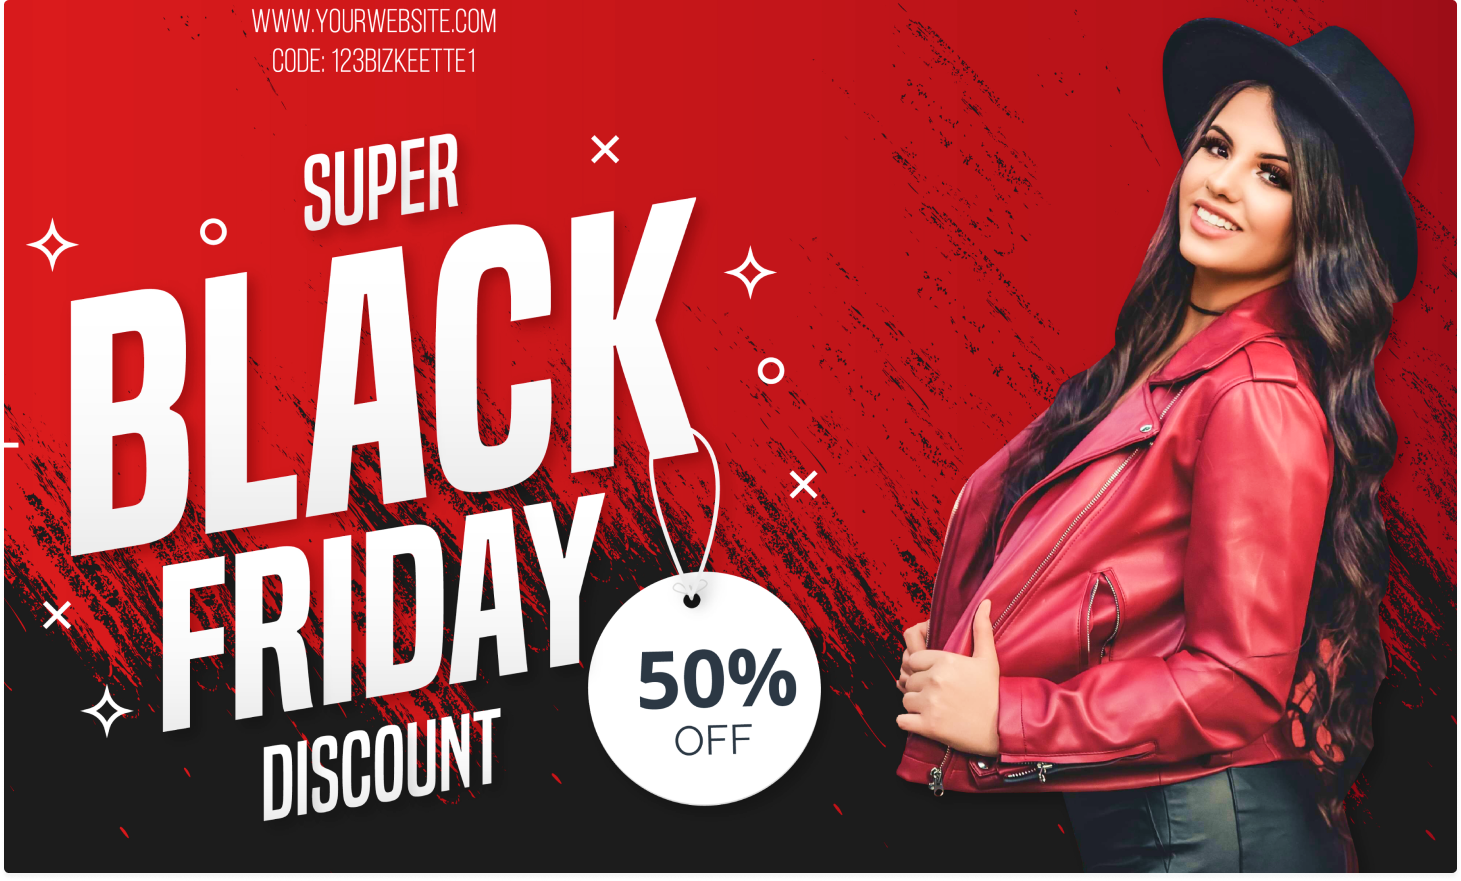 WWW.YOURWEBSITE.COM
CODE: 123BIZKEETTE1
SUPER
BLACK
FRIDAY
DISCOUNT
50%
OFF